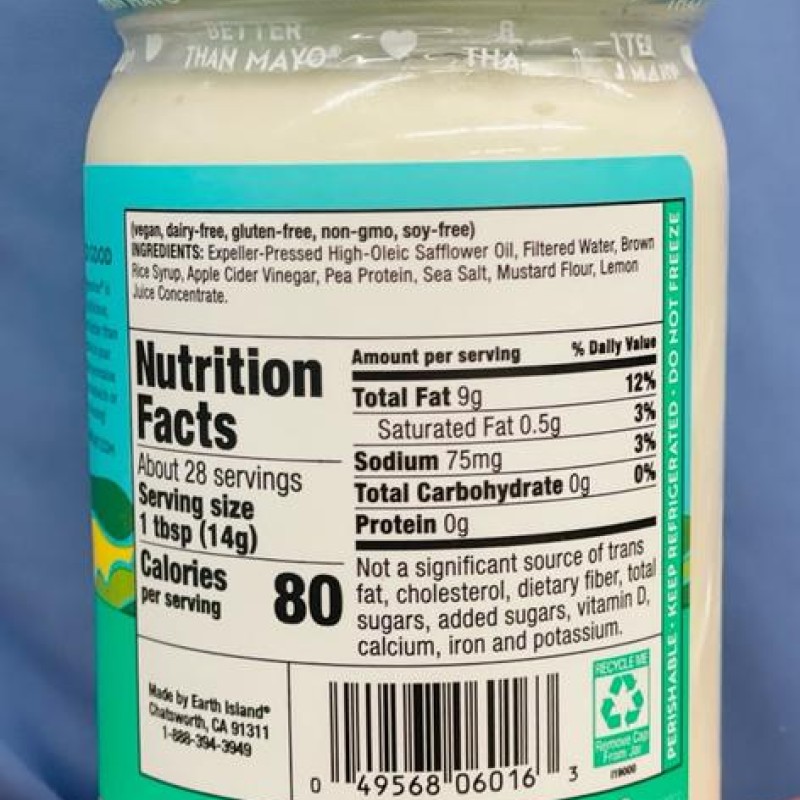 BETTER
THAN MAYO®
THA
(vegan, dairy-free, gluten-free, non-gmo, soy-free)
INGREDIENTS: Expeller-Pressed High-Oleic Safflower Oil, Filtered Water, Brown
Rice Syrup, Apple Cider Vinegar, Pea Protein, Sea Salt, Mustard Flour, Lemon
Juice Concentrate.
Nutrition
Facts
About 28 servings
Serving size
1 tbsp (14g)
Calories
per serving
80
Amount per serving % Daily Value
Total Fat 9g 12%
Saturated Fat 0.5g 3%
Sodium 75mg 3%
Total Carbohydrate 0g 0%
Protein 0g
Not a significant source of trans
fat, cholesterol, dietary fiber, total
sugars, added sugars, vitamin D,
calcium, iron and potassium.
PERISHABLE • KEEP REFRIGERATED • DO NOT FREEZE
Made by Earth Island®
Chatsworth, CA 91311
1-888-394-3949
0 49568 06016 3
RECYCLE ME
Remove Cap
From Jar